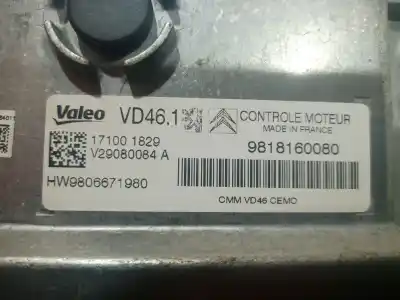 Valeo VD46.1 CONTROLE MOTEUR
MADE IN FRANCE
17100 1829
V29080084 A
9818160080
HW9806671980
CMM VD46 CEMO